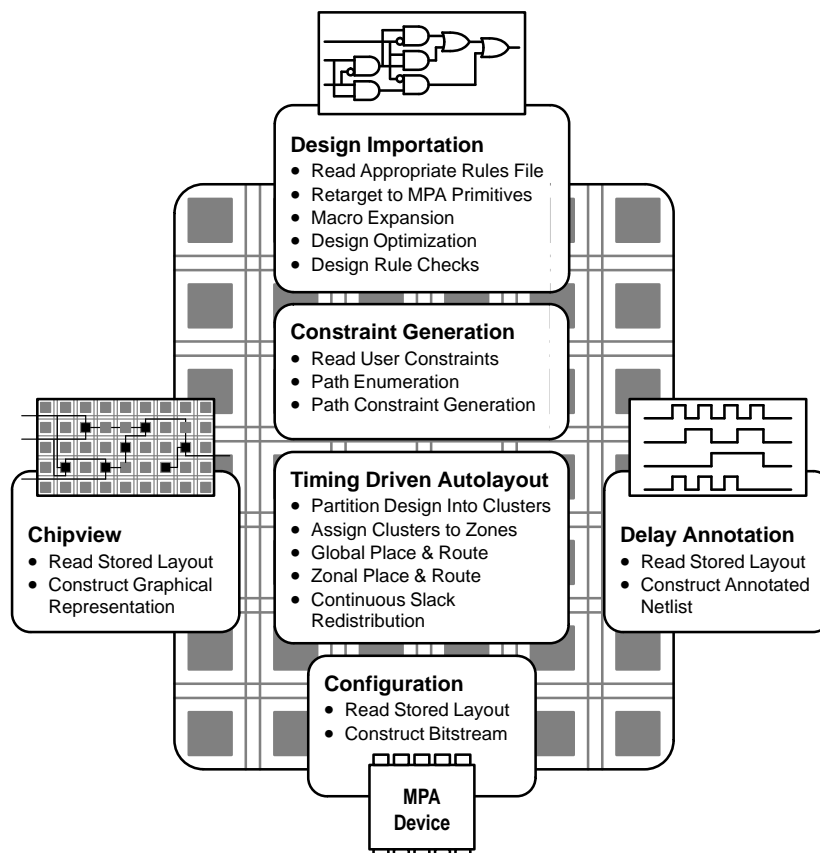 Design Importation
• Read Appropriate Rules File
• Retarget to MPA Primitives
• Macro Expansion
• Design Optimization
• Design Rule Checks
Constraint Generation
• Read User Constraints
• Path Enumeration
• Path Constraint Generation
Chipview
• Read Stored Layout
• Construct Graphical
Representation
Timing Driven Autolayout
• Partition Design Into Clusters
• Assign Clusters to Zones
• Global Place & Route
• Zonal Place & Route
• Continuous Slack
Redistribution
Delay Annotation
• Read Stored Layout
• Construct Annotated
Netlist
Configuration
• Read Stored Layout
• Construct Bitstream
MPA
Device